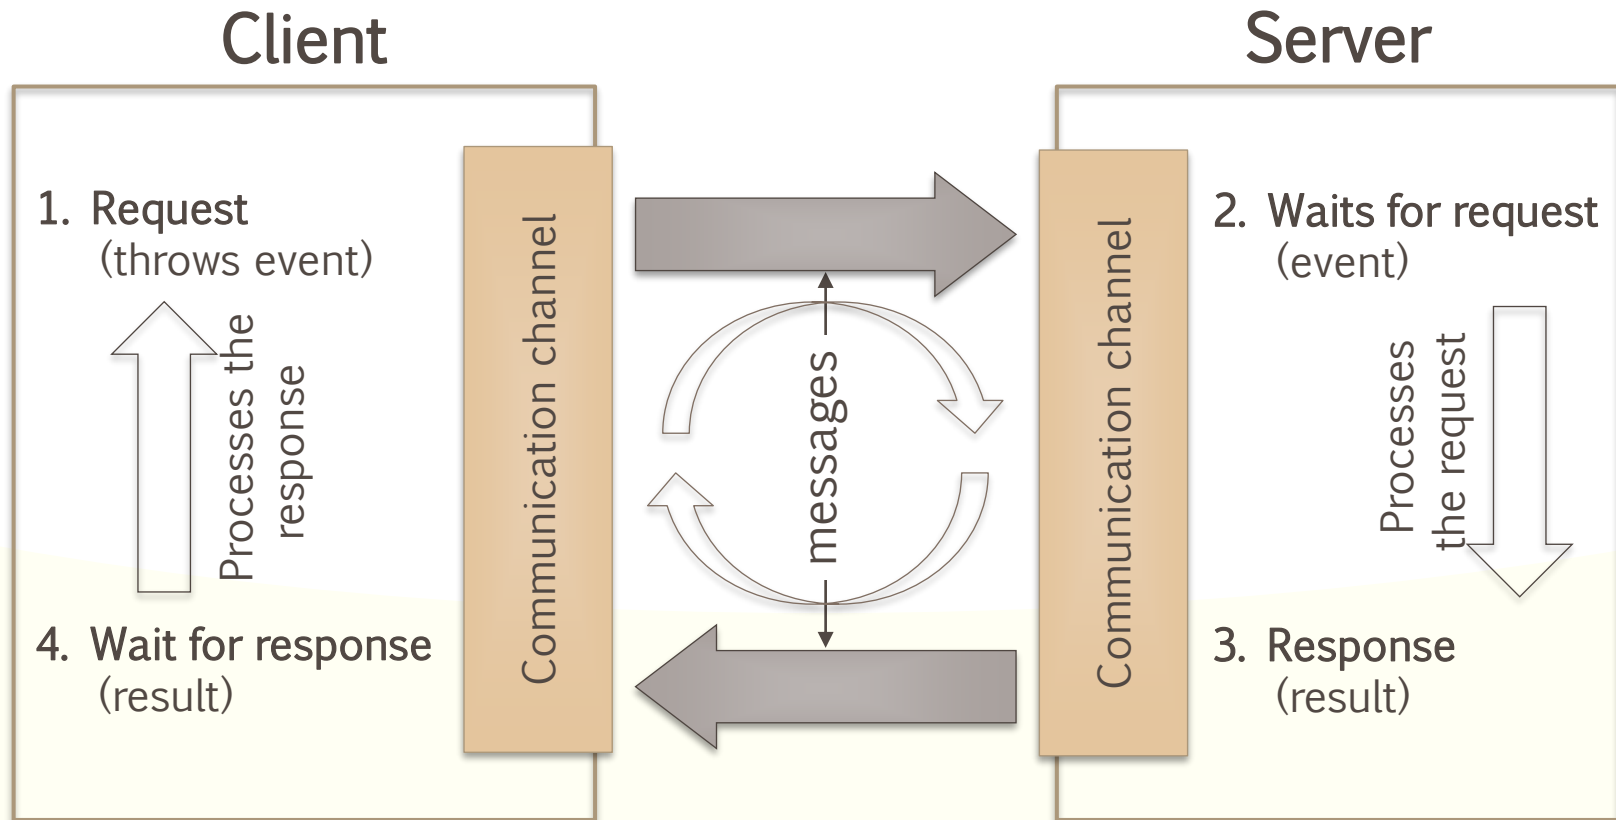 Client
Server
1. Request
(throws event)
Processes the
response
4. Wait for response
(result)
Communication channel
messages
Communication channel
2. Waits for request
(event)
Processes
the request
3. Response
(result)